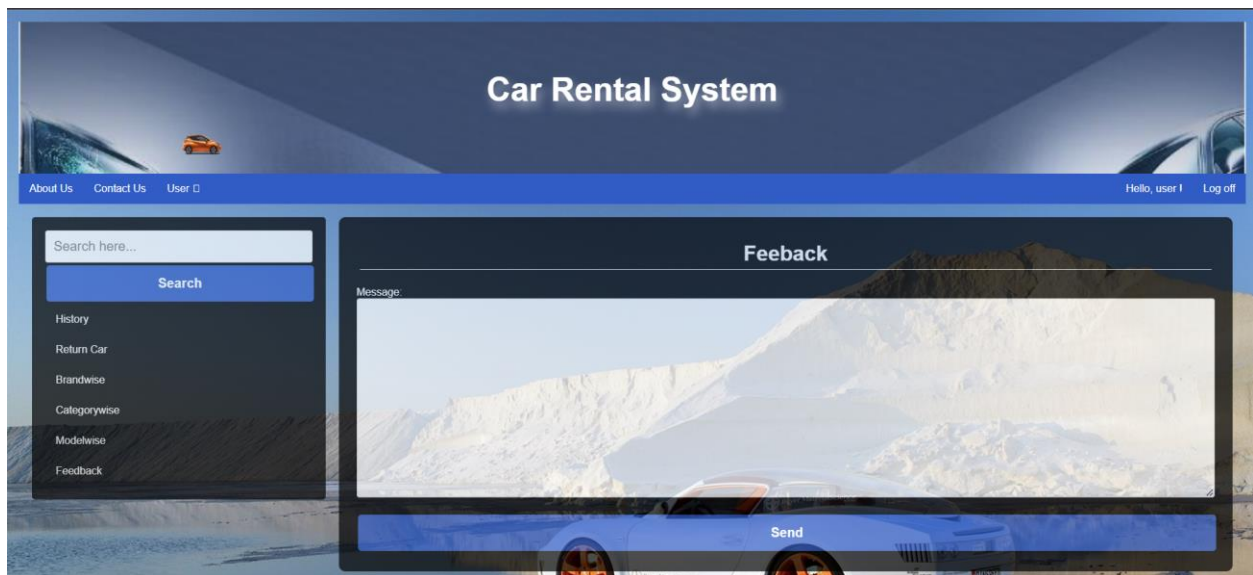 Car Rental System
About Us Contact Us User
Hello, user ! Log off
Search here...
Search
History
Return Car
Brandwise
Categorywise
Modelwise
Feedback
Feeback
Message:
Send